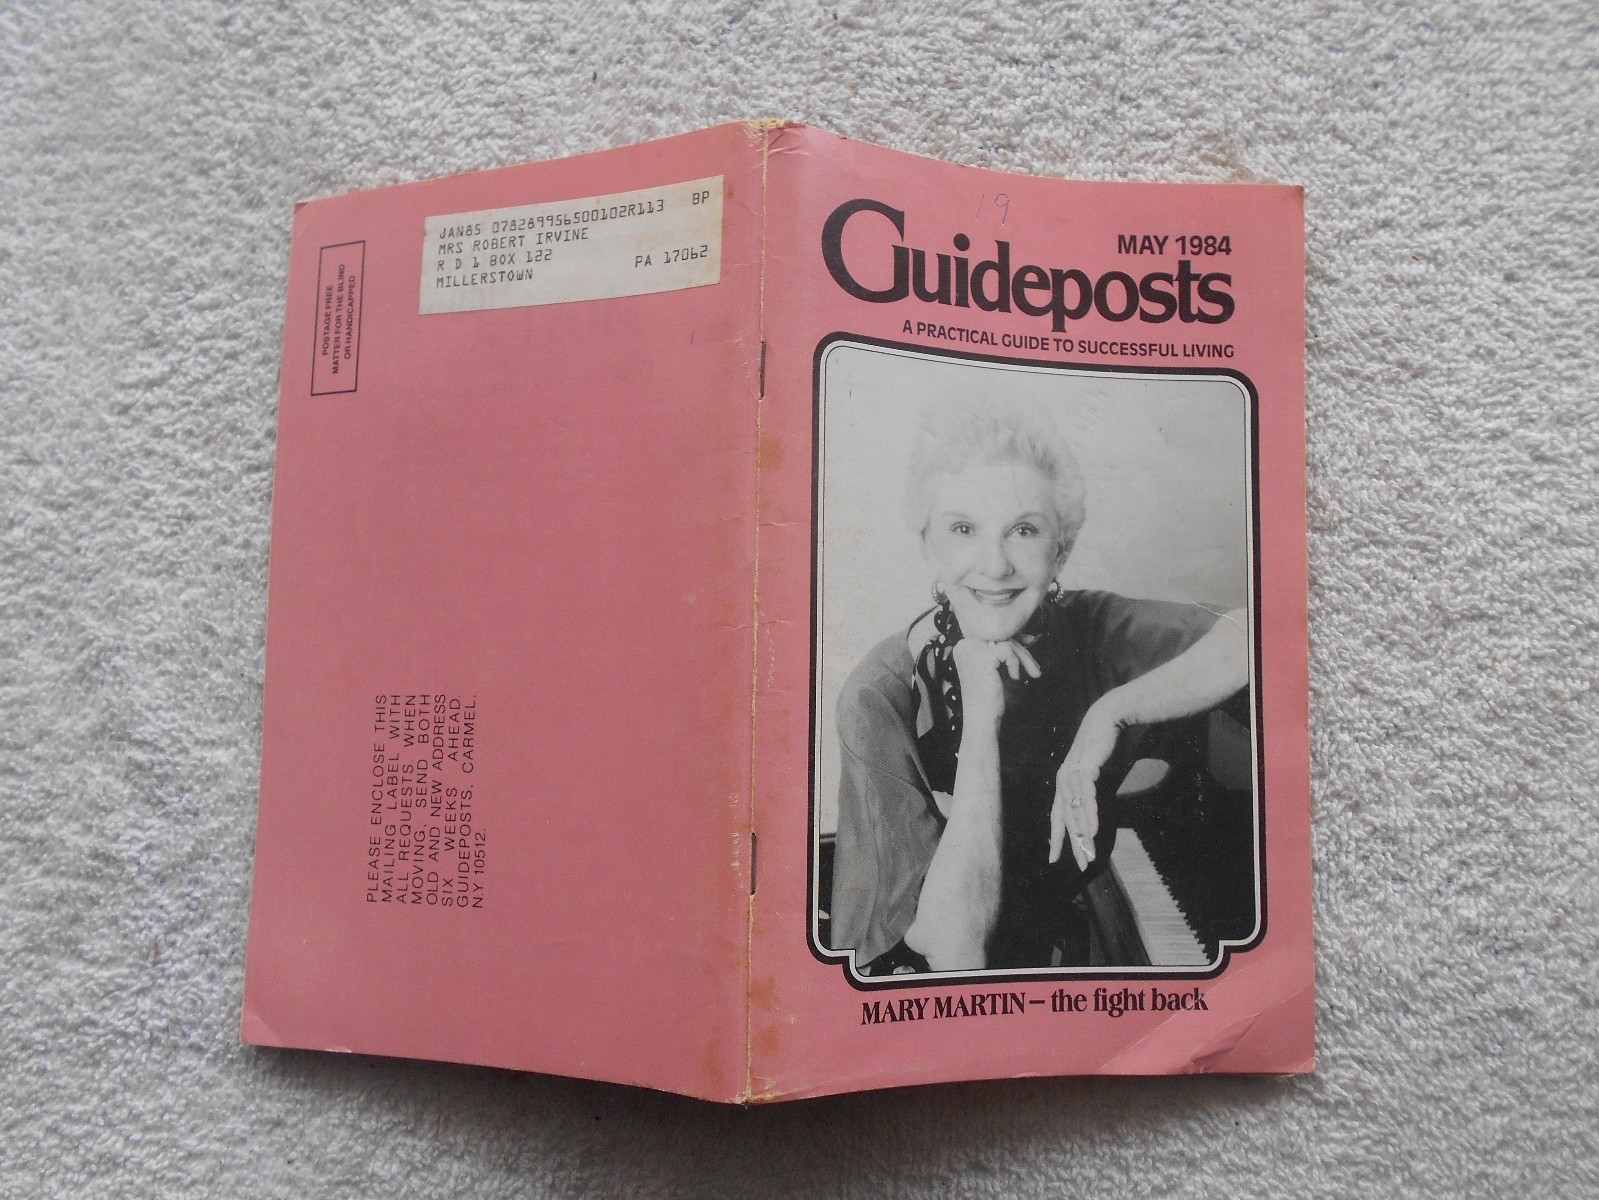 JAN85 078289956500102R113 BP
MRS ROBERT IRVINE
R D 1 BOX 122
MILLERSTOWN PA 17062
POSTAGE FREE
MATTER FOR THE BLIND
OR HANDICAPPED
PLEASE ENCLOSE THIS
MAILING LABEL WITH
ALL REQUESTS. WHEN
MOVING, SEND BOTH
OLD AND NEW ADDRESS
SIX WEEKS AHEAD.
GUIDEPOSTS, CARMEL,
N.Y. 10512.
19
MAY 1984
Guideposts
A PRACTICAL GUIDE TO SUCCESSFUL LIVING
MARY MARTIN – the fight back